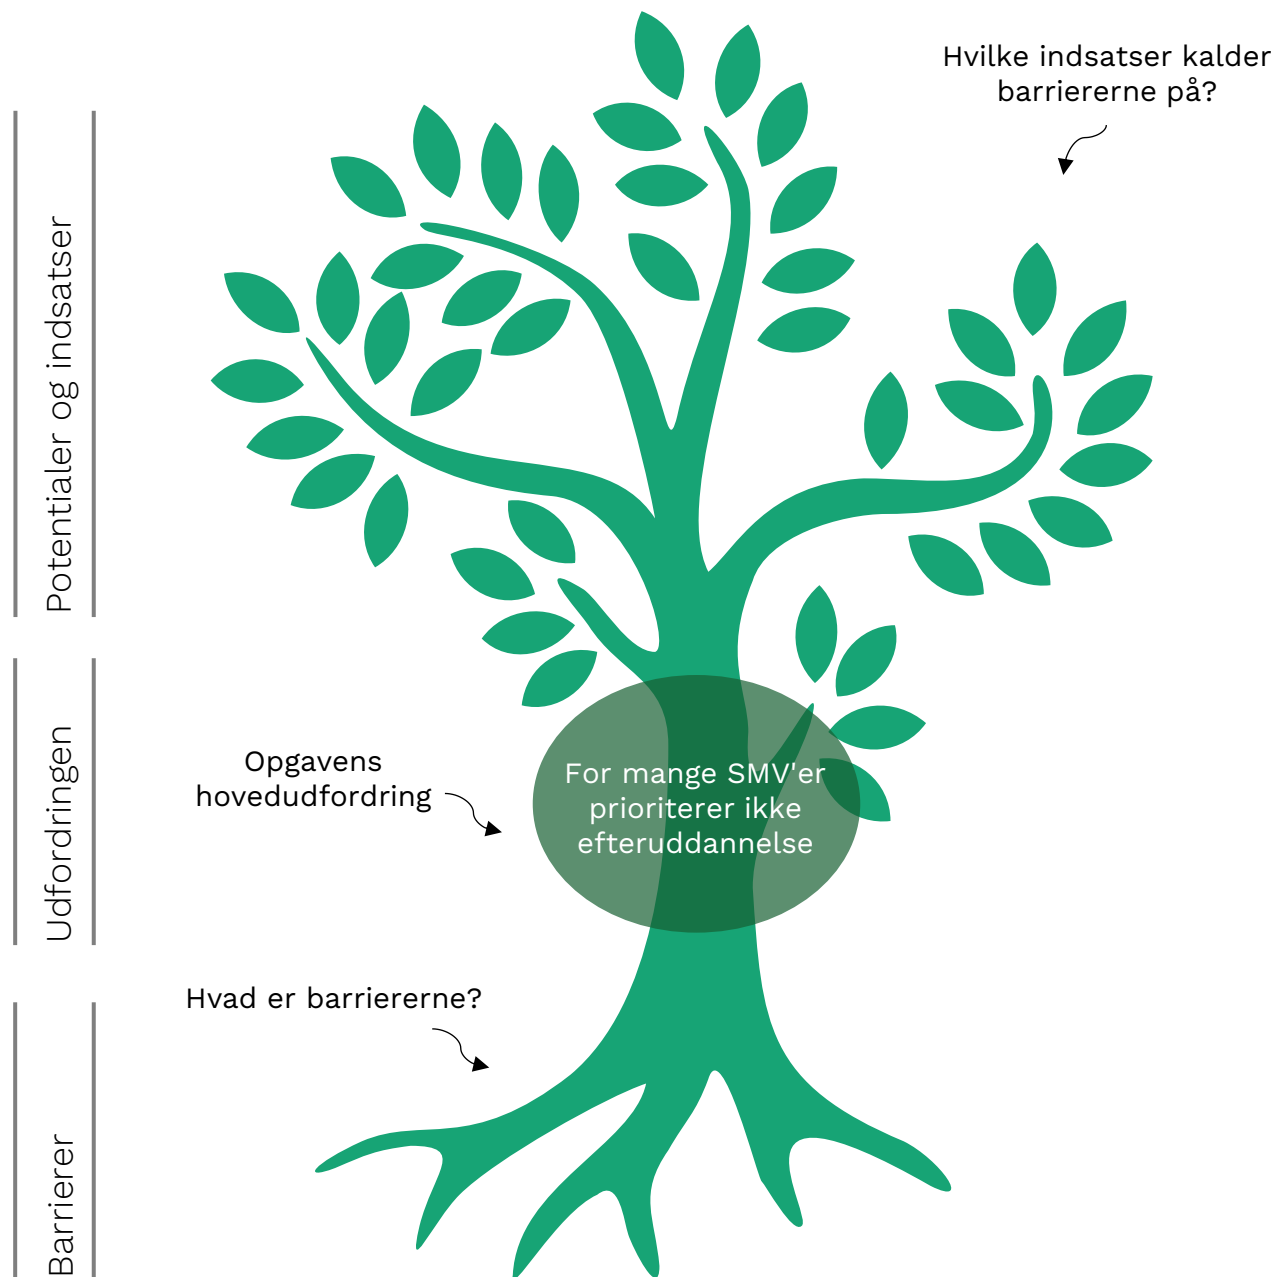 Hvilke indsatser kalder
barriererne på?
Potentialer og indsatser
Udfordringen
Opgavens
hovedudfordring
For mange SMV'er
prioriterer ikke
efteruddannelse
Hvad er barriererne?
Barrierer